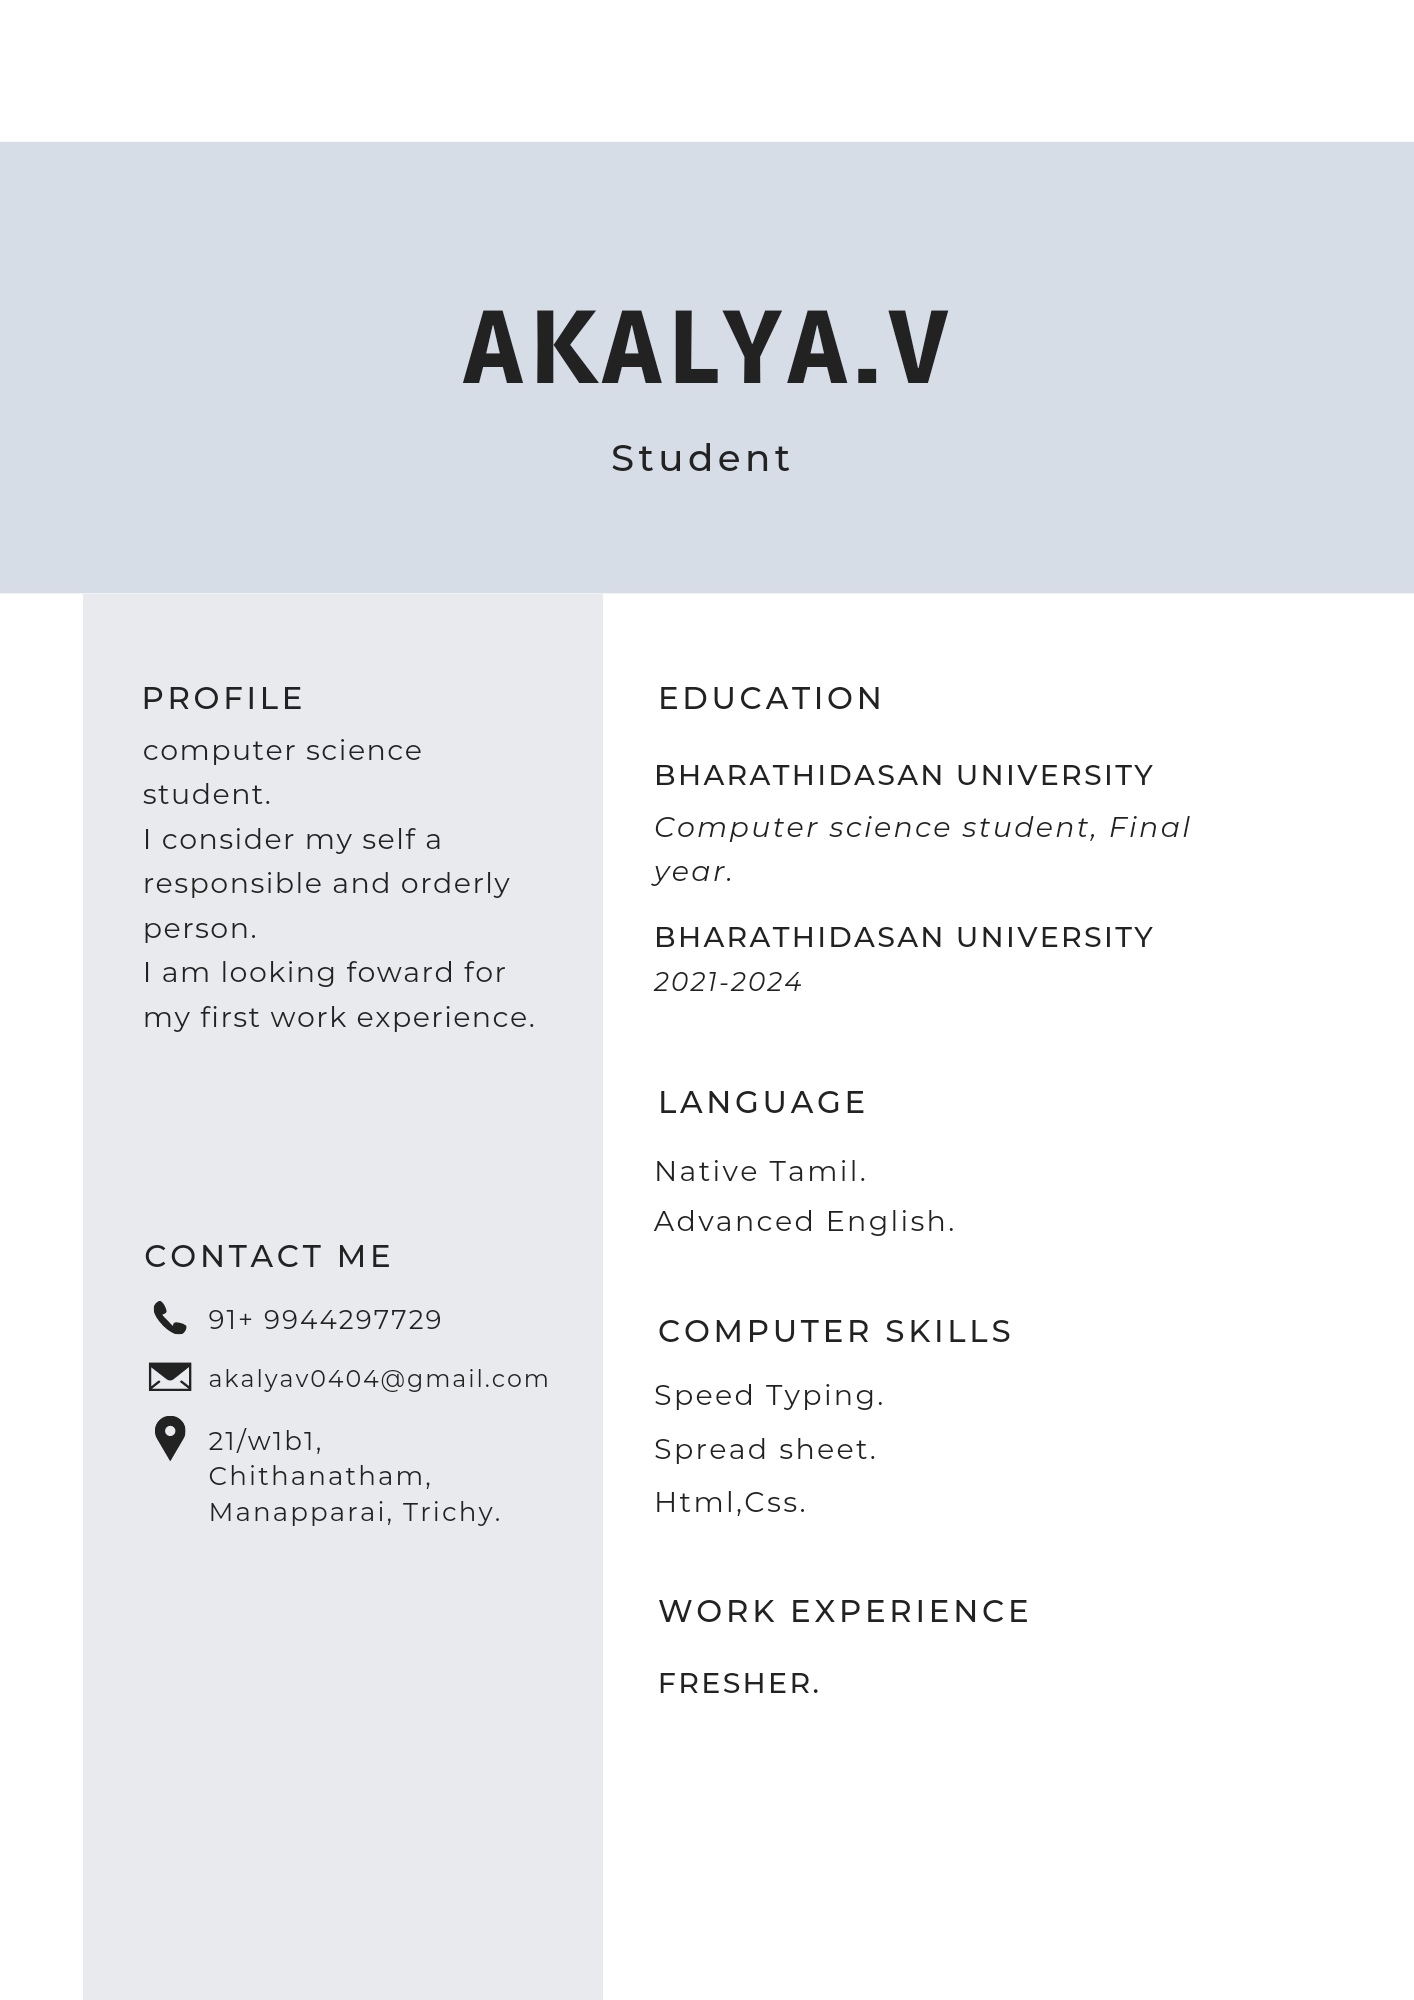 AKALYA.V
Student
PROFILE
computer science
student.
I consider my self a
responsible and orderly
person.
I am looking foward for
my first work experience.
CONTACT ME
91+ 9944297729
akalyav0404@gmail.com
21/w1b1,
Chithanatham,
Manapparai, Trichy.
EDUCATION
BHARATHIDASAN UNIVERSITY
Computer science student, Final
year.
BHARATHIDASAN UNIVERSITY
2021-2024
LANGUAGE
Native Tamil.
Advanced English.
COMPUTER SKILLS
Speed Typing.
Spread sheet.
Html,Css.
WORK EXPERIENCE
FRESHER.